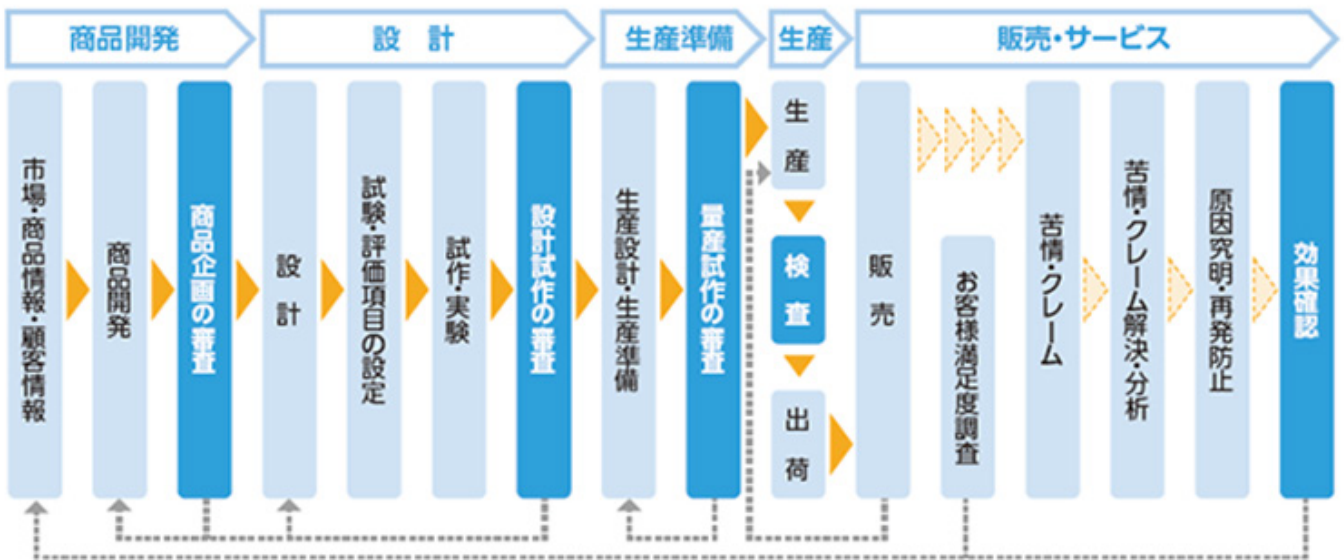 商品開発
設 計
生産準備
生産
販売・サービス
市場・商品情報・顧客情報
商品開発
商品企画の審査
設計
試験・評価項目の設定
試作・実験
設計試作の審査
生産設計・生産準備
量産試作の審査
生産
検査
出荷
販売
お客様満足度調査
苦情・クレーム
苦情・クレーム解決・分析
原因究明・再発防止
効果確認